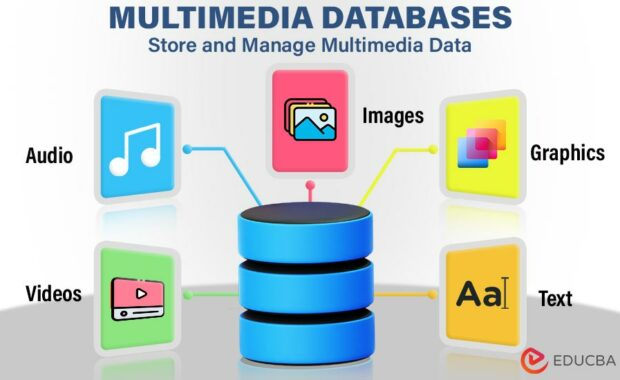 MULTIMEDIA DATABASES
Store and Manage Multimedia Data
Images
Audio
Graphics
Videos
Aa
Text
EDUCBA